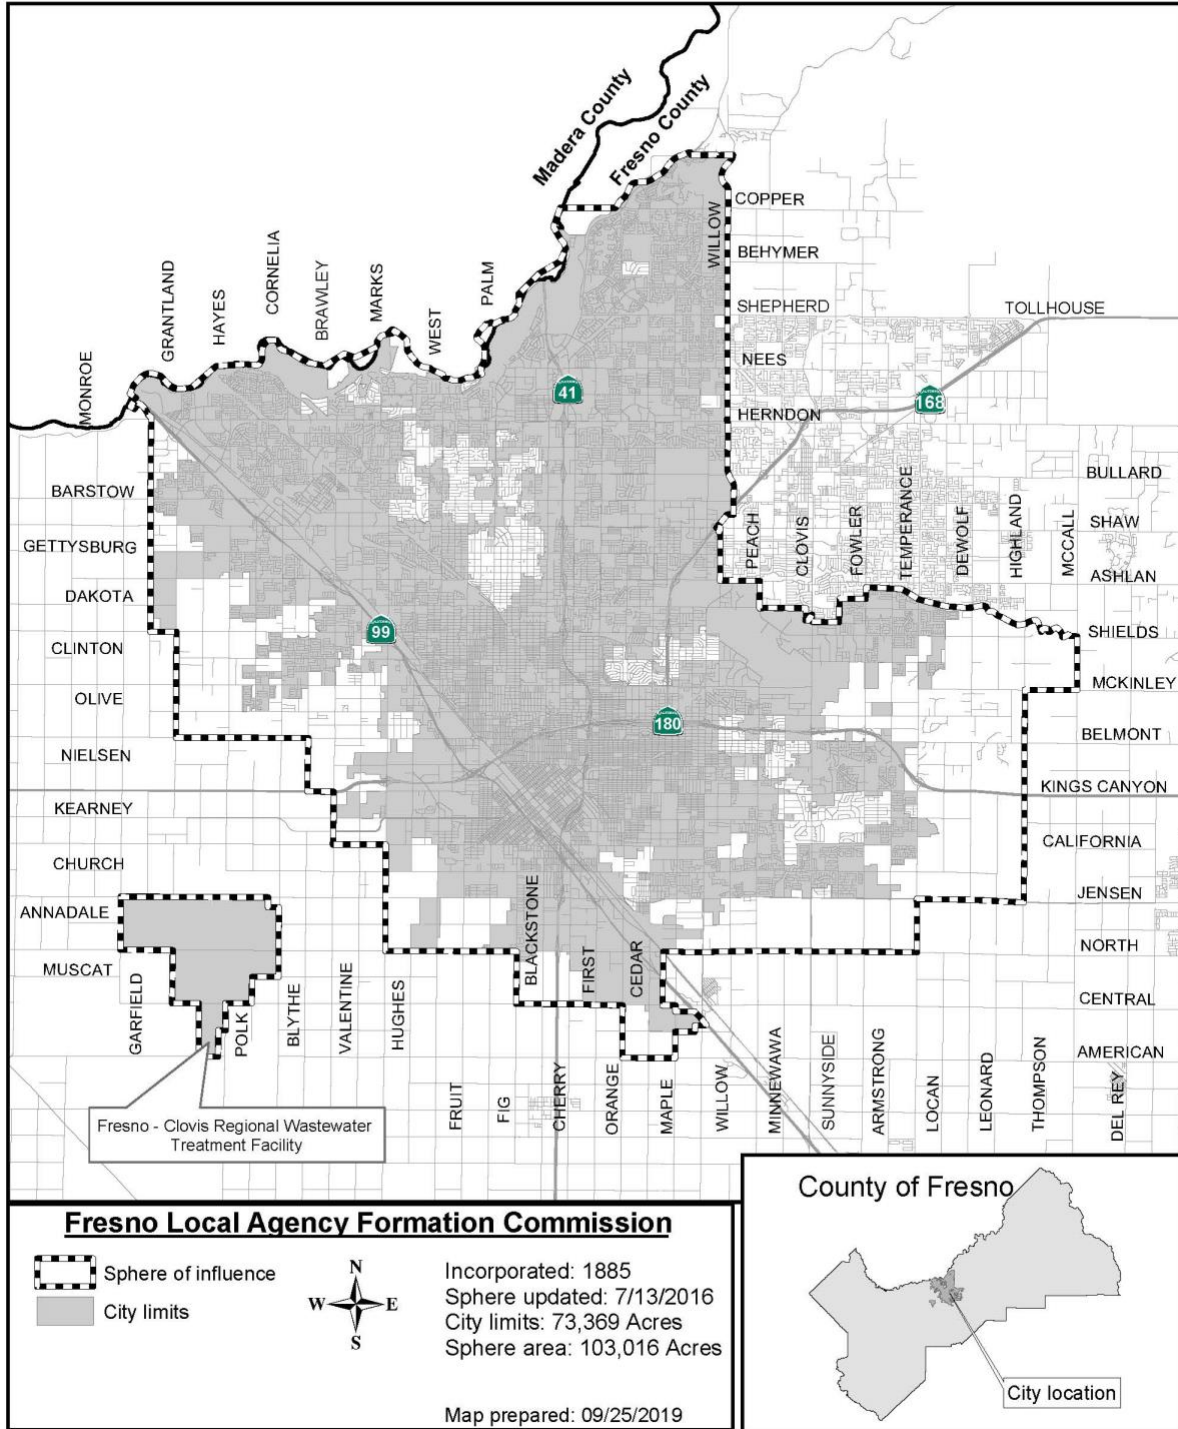 Madera County
Fresno County
COPPER
WILLOW
BEHYMER
GRANTLAND
HAYES
CORNELIA
BRAWLEY
MARKS
WEST
PALM
SHEPHERD
TOLLHOUSE
MONROE
NEES
CALIFORNIA
41
CALIFORNIA
168
HERNDON
BULLARD
BARSTOW
SHAW
PEACH
CLOVIS
FOWLER
TEMPERANCE
DEWOLF
HIGHLAND
MCCALL
GETTYSBURG
ASHLAN
DAKOTA
CALIFORNIA
99
SHIELDS
CLINTON
MCKINLEY
OLIVE
CALIFORNIA
180
BELMONT
NIELSEN
KINGS CANYON
KEARNEY
CALIFORNIA
CHURCH
JENSEN
ANNADALE
BLACKSTONE
FIRST
CEDAR
NORTH
MUSCAT
CENTRAL
GARFIELD
POLK
BLYTHE
VALENTINE
HUGHES
AMERICAN
FRUIT
FIG
CHERRY
ORANGE
MAPLE
WILLOW
MINNEWAWA
SUNNYSIDE
ARMSTRONG
LOCAN
LEONARD
THOMPSON
DEL REY
Fresno - Clovis Regional Wastewater
Treatment Facility
Fresno Local Agency Formation Commission
Sphere of influence
City limits
N
W
E
S
Incorporated: 1885
Sphere updated: 7/13/2016
City limits: 73,369 Acres
Sphere area: 103,016 Acres
Map prepared: 09/25/2019
County of Fresno
City location